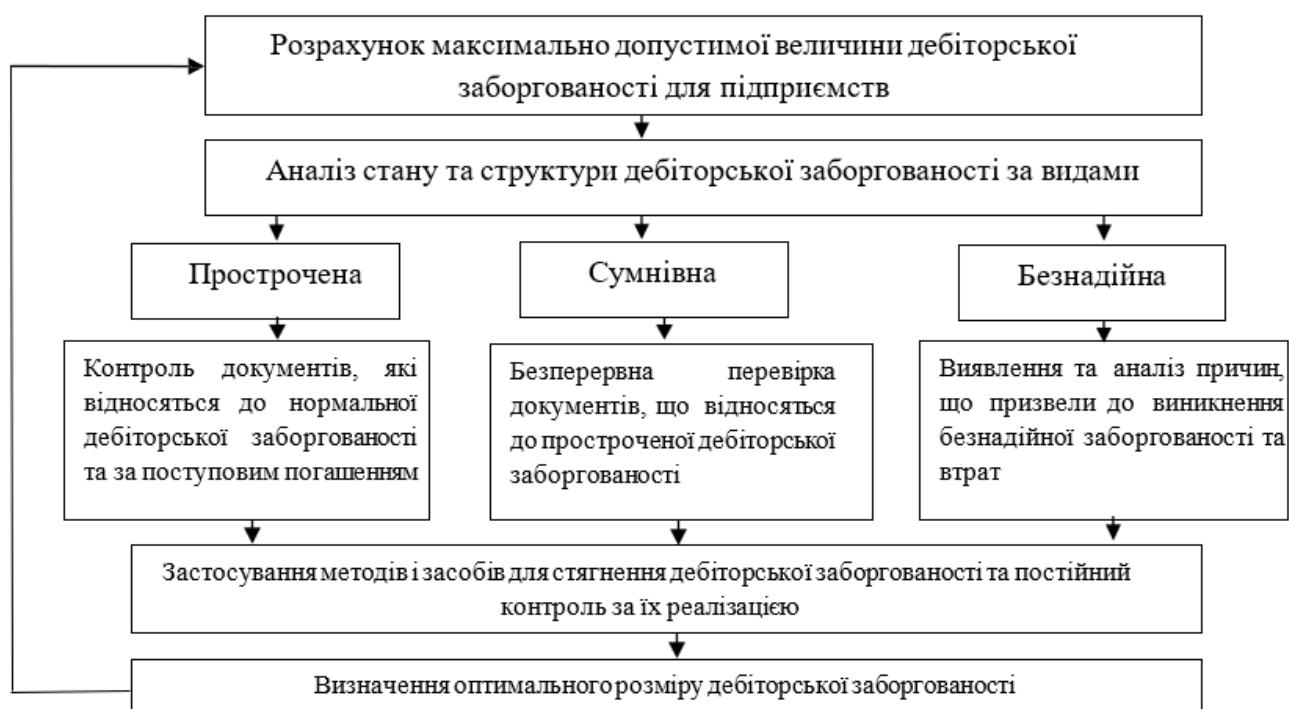 Розрахунок максимально допустимої величини дебіторської
заборгованості для підприємств
Аналіз стану та структури дебіторської заборгованості за видами
Прострочена
Сумнівна
Безнадійна
Контроль документів, які
відносяться до нормальної
дебіторської заборгованості
та за поступовим погашенням
Безперервна перевірка
документів, що відносяться
до простроченої дебіторської
заборгованості
Виявлення та аналіз причин,
що призвели до виникнення
безнадійної заборгованості та
втрат
Застосування методів і засобів для стягнення дебіторської заборгованості та постійний
контроль за їх реалізацією
Визначення оптимального розміру дебіторської заборгованості